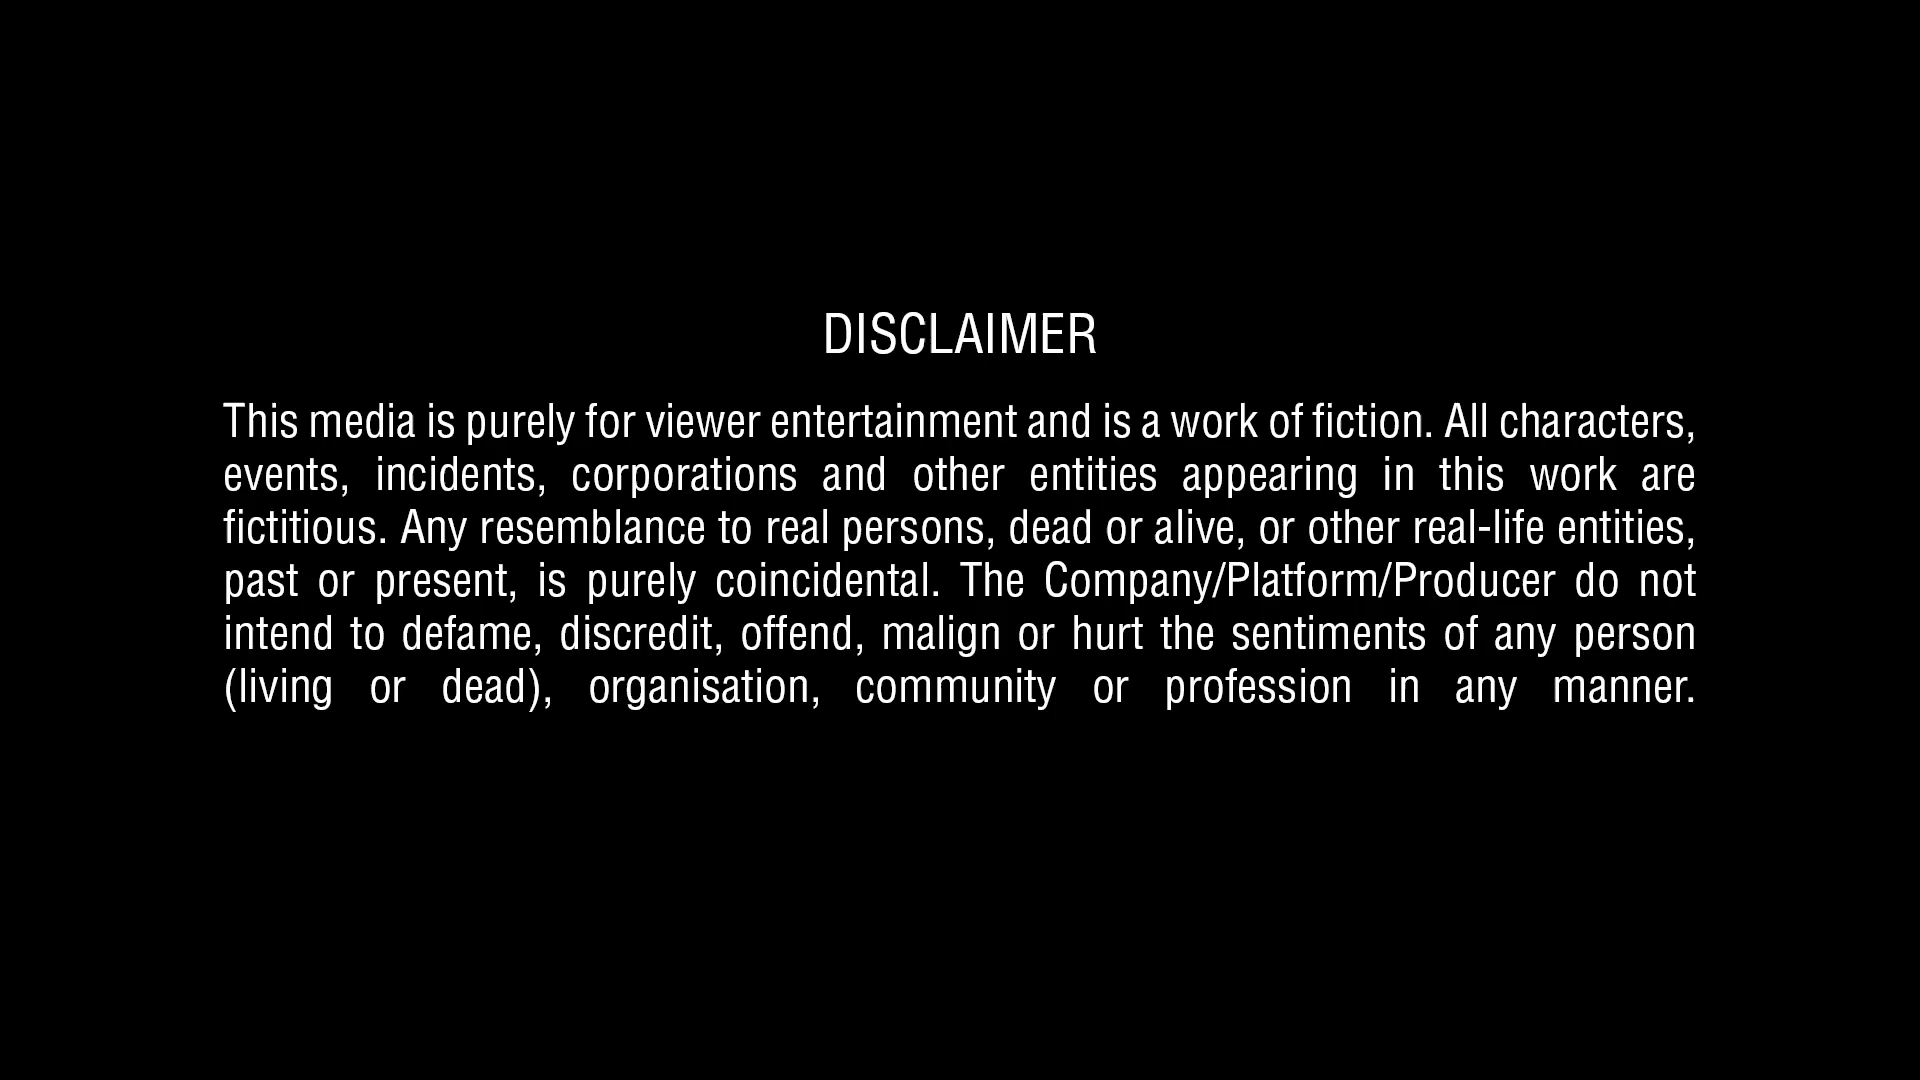 DISCLAIMER
This media is purely for viewer entertainment and is a work of fiction. All characters,
events, incidents, corporations and other entities appearing in this work are
fictitious. Any resemblance to real persons, dead or alive, or other real-life entities,
past or present, is purely coincidental. The Company/Platform/Producer do not
intend to defame, discredit, offend, malign or hurt the sentiments of any person
(living or dead), organisation, community or profession in any manner.